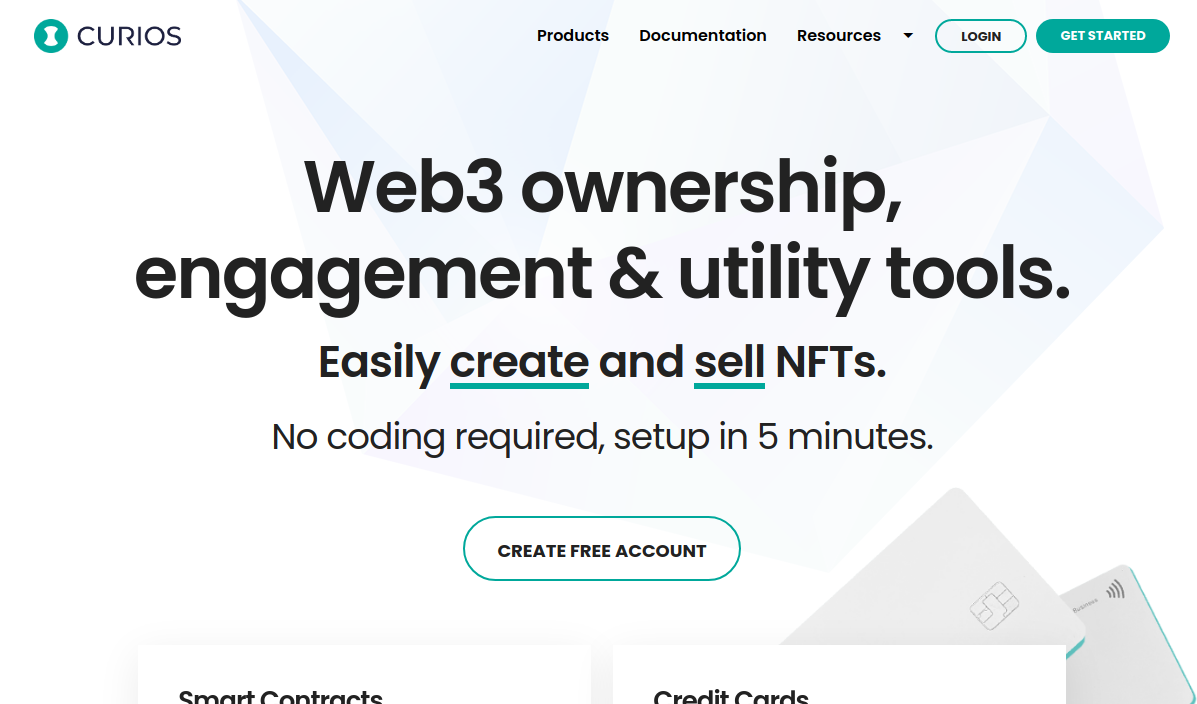 CURIOS
Products Documentation Resources LOGIN GET STARTED
Web3 ownership,
engagement & utility tools.
Easily create and sell NFTs.
No coding required, setup in 5 minutes.
CREATE FREE ACCOUNT
Business
Smart Contracts
Credit Cards